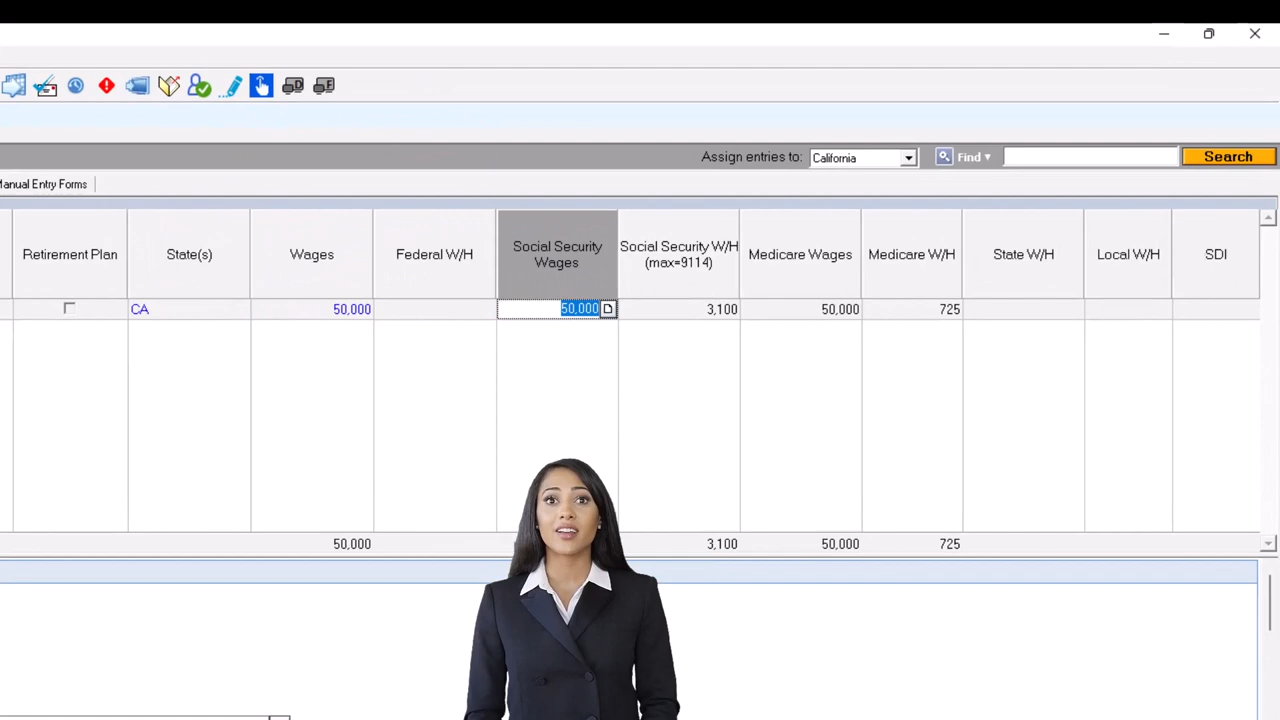 D F
Assign entries to: California Find Search
Manual Entry Forms
Retirement Plan State(s) Wages Federal W/H Social Security Wages Social Security W/H (max=9114) Medicare Wages Medicare W/H State W/H Local W/H SDI
CA 50,000 50,000 3,100 50,000 725
50,000 3,100 50,000 725